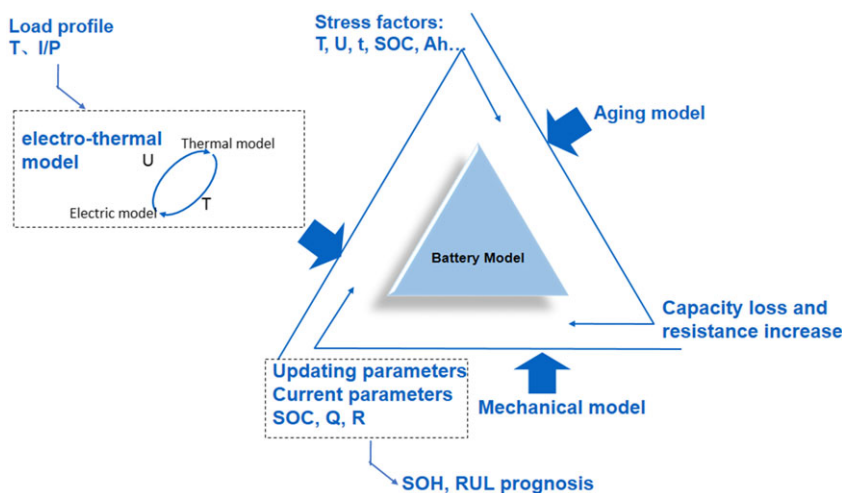 Load profile
T、I/P
Stress factors:
T, U, t, SOC, Ah...
Aging model
electro-thermal
model
Thermal model
U
T
Electric model
Battery Model
Capacity loss and
resistance increase
Updating parameters
Current parameters
SOC, Q, R
Mechanical model
SOH, RUL prognosis